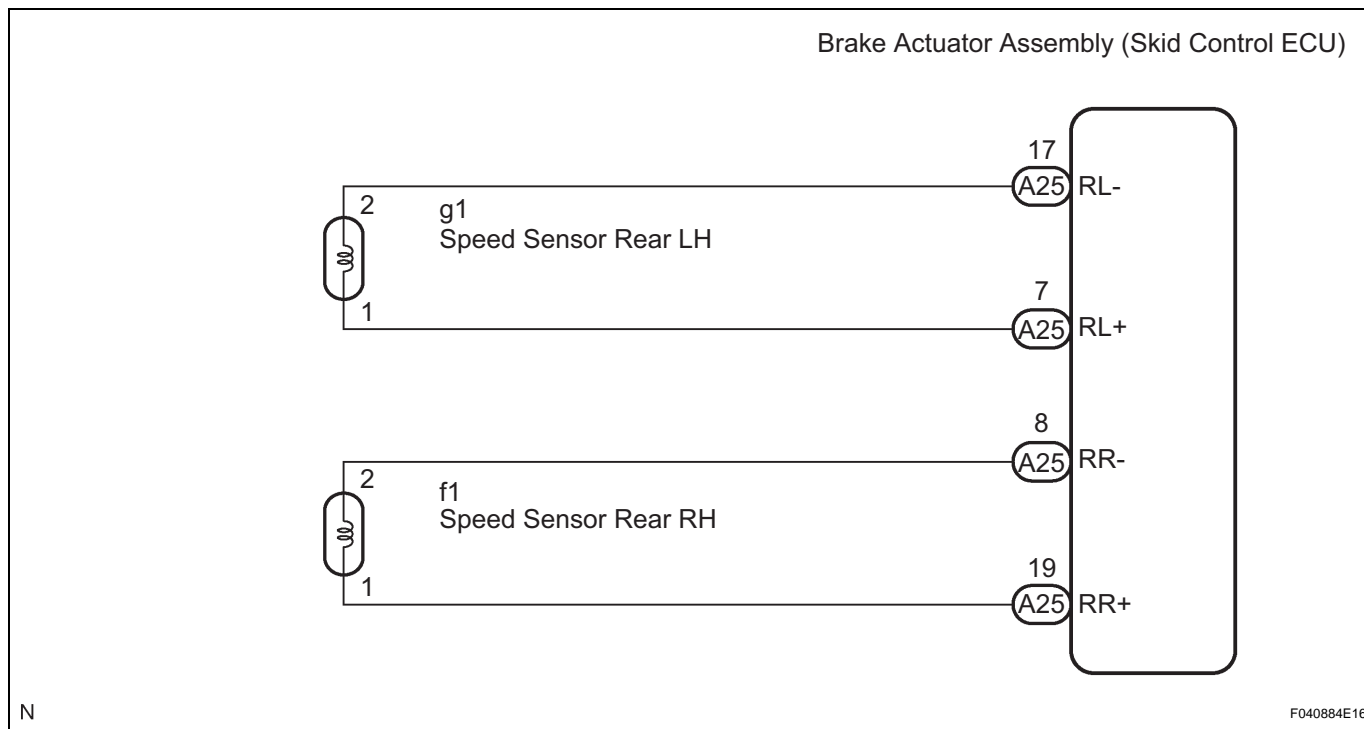 Brake Actuator Assembly (Skid Control ECU)
17
A25 RL-
2
g1
Speed Sensor Rear LH
7
1
A25 RL+
8
A25 RR-
2
f1
Speed Sensor Rear RH
19
1
A25 RR+
N
F040884E16